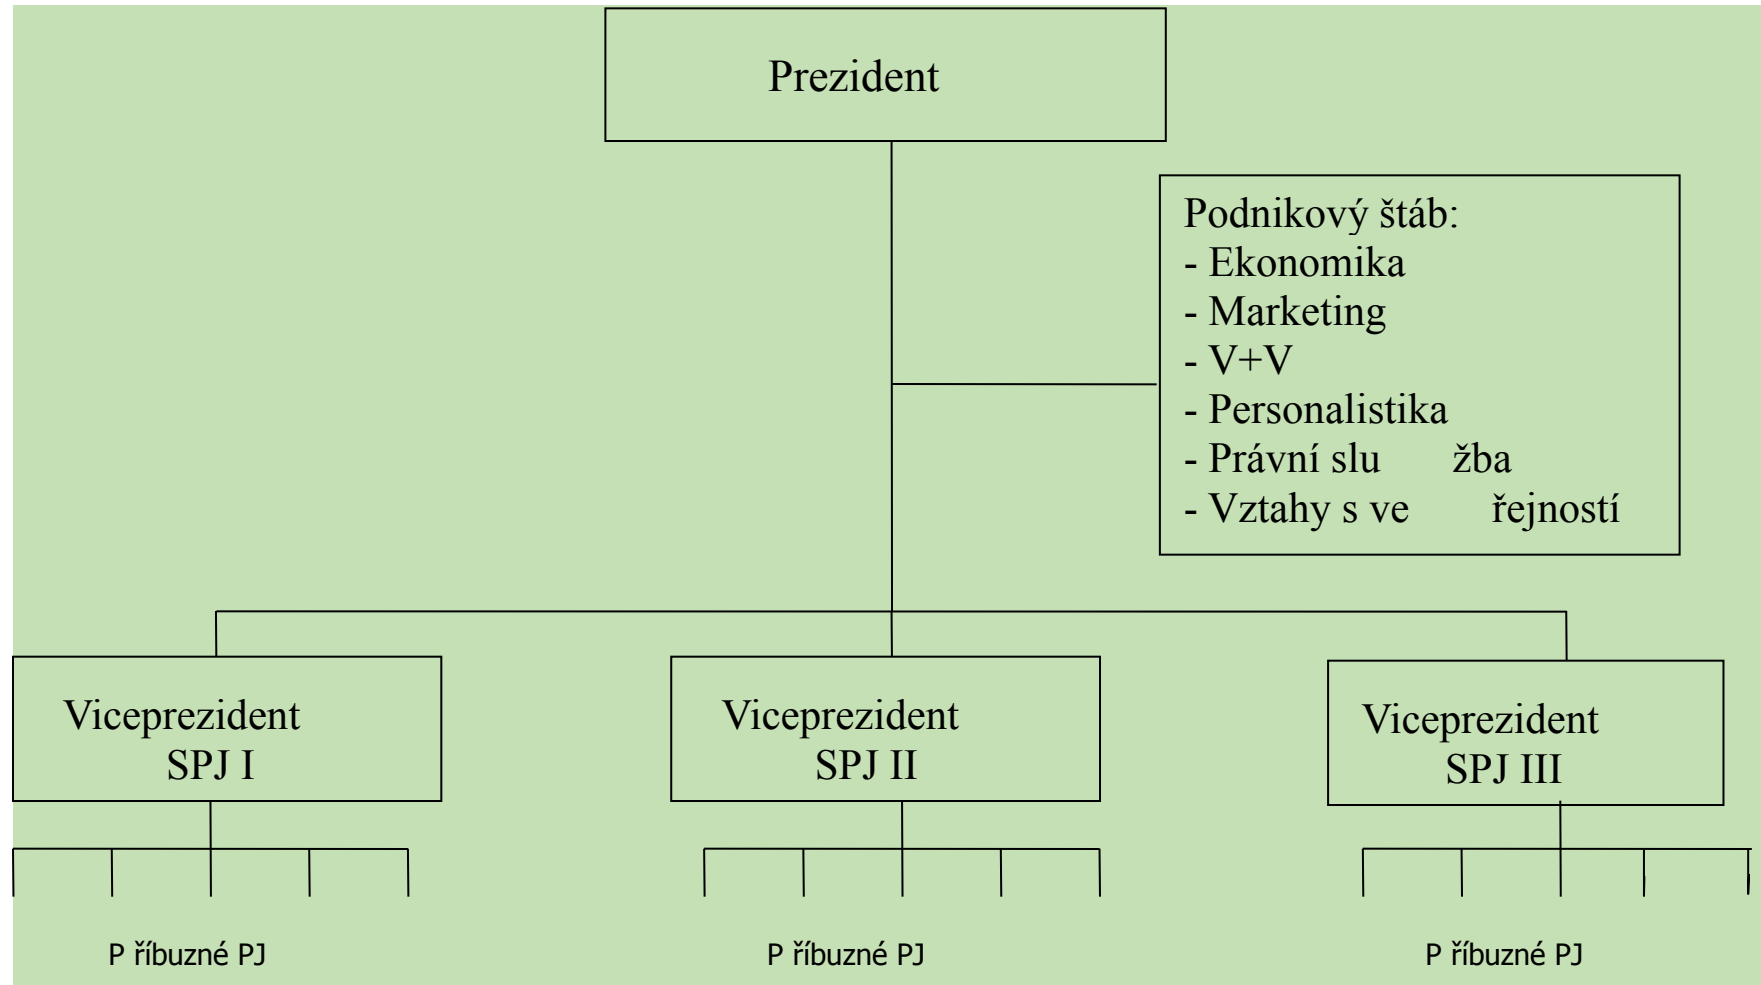 Prezident
Podnikový štáb:
- Ekonomika
- Marketing
- V+V
- Personalistika
- Právní slu žba
- Vztahy s ve řejností
Viceprezident
SPJ I
Viceprezident
SPJ II
Viceprezident
SPJ III
P říbuzné PJ
P říbuzné PJ
P říbuzné PJ